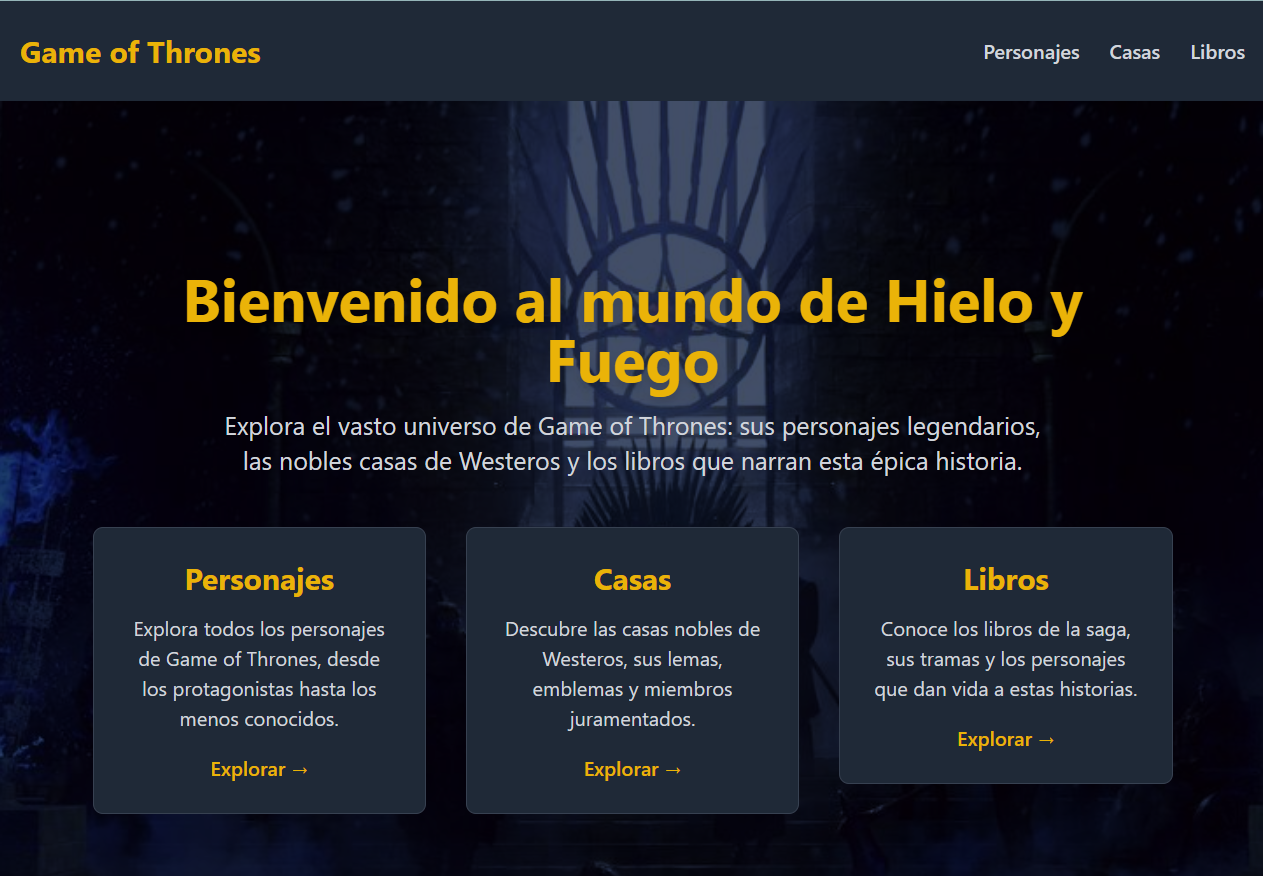 Game of Thrones
Personajes Casas Libros
Bienvenido al mundo de Hielo y
Fuego
Explora el vasto universo de Game of Thrones: sus personajes legendarios,
las nobles casas de Westeros y los libros que narran esta épica historia.
Personajes
Explora todos los personajes
de Game of Thrones, desde
los protagonistas hasta los
menos conocidos.
Explorar →
Casas
Descubre las casas nobles de
Westeros, sus lemas,
emblemas y miembros
juramentados.
Explorar →
Libros
Conoce los libros de la saga,
sus tramas y los personajes
que dan vida a estas historias.
Explorar →